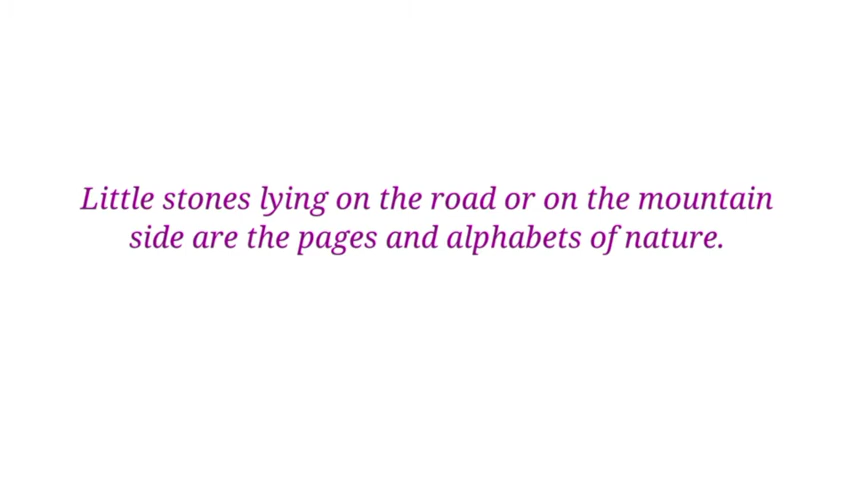 Little stones lying on the road or on the mountain
side are the pages and alphabets of nature.